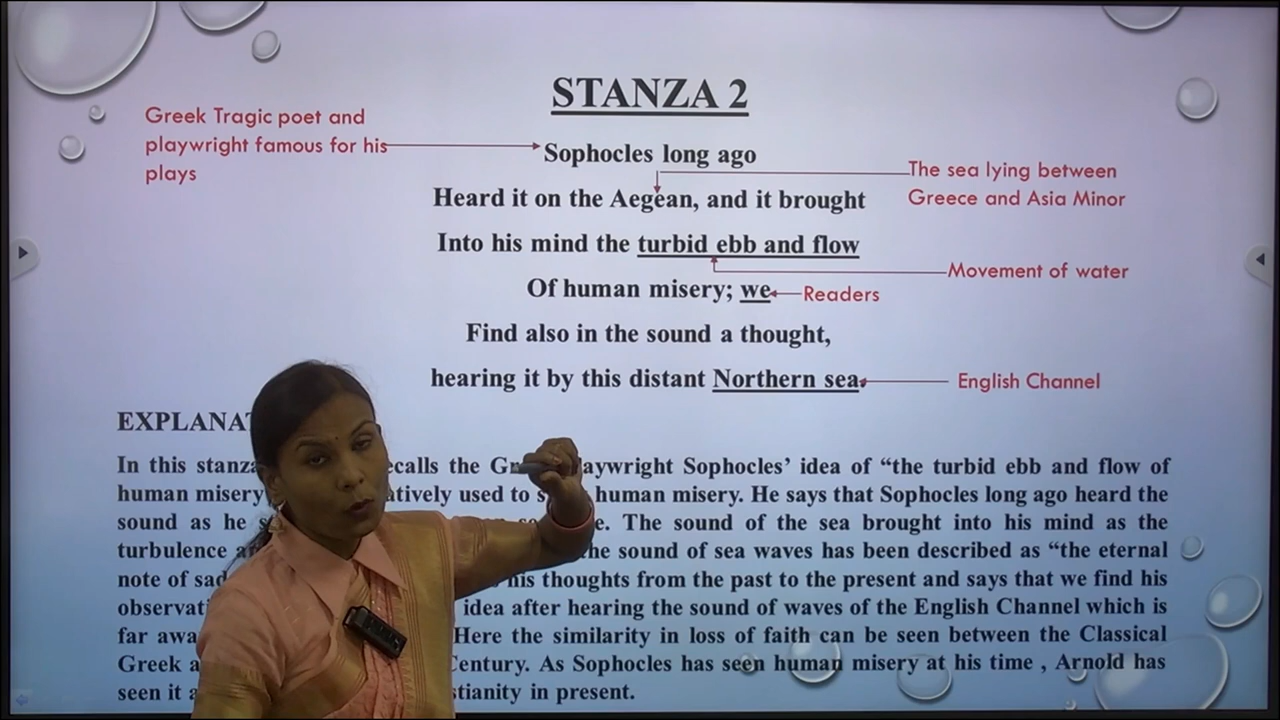 STANZA 2
Greek Tragic poet and
playwright famous for his
plays
Sophocles long ago
The sea lying between
Greece and Asia Minor
Heard it on the Aegean, and it brought
Into his mind the turbid ebb and flow
Movement of water
Of human misery; we
Readers
Find also in the sound a thought,
hearing it by this distant Northern sea.
English Channel
EXPLANA
In this stanza calls the playwright Sophocles’ idea of “the turbid ebb and flow of
human misery used to human misery. He says that Sophocles long ago heard the
sound as he The sound of the sea brought into his mind as the
turbulence the sound of sea waves has been described as “the eternal
note of sad his thoughts from the past to the present and says that we find his
observati idea after hearing the sound of waves of the English Channel which is
far awa Here the similarity in loss of faith can be seen between the Classical
Greek Century. As Sophocles has seen human misery at his time , Arnold has
seen it in present.